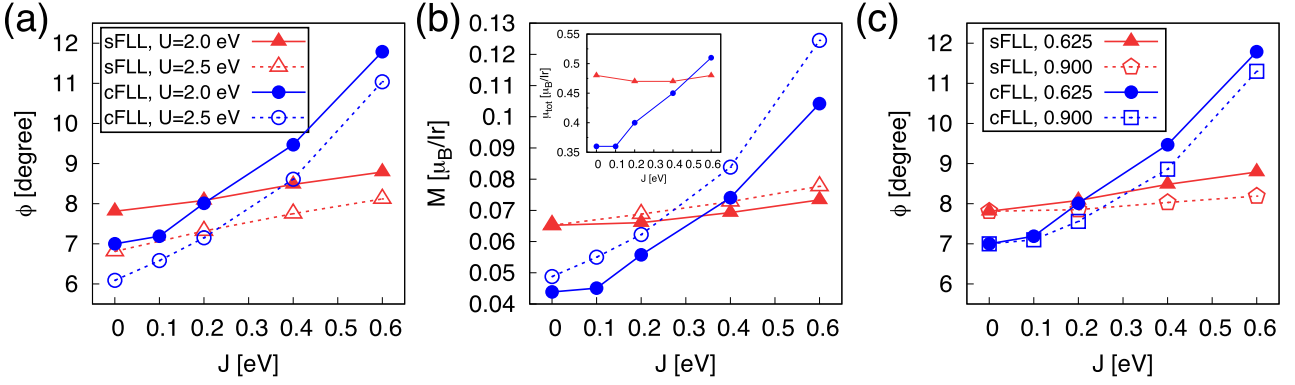 (a)
sFLL, U=2.0 eV
sFLL, U=2.5 eV
cFLL, U=2.0 eV
cFLL, U=2.5 eV
ϕ [degree]
12
11
10
9
8
7
6
0 0.1 0.2 0.3 0.4 0.5 0.6
J [eV]
(b)
M [μB/Ir]
0.13
0.12
0.11
0.10
0.09
0.08
0.07
0.06
0.05
0.04
0 0.1 0.2 0.3 0.4 0.5 0.6
J [eV]
μtot [μB/Ir]
0.55
0.5
0.45
0.4
0.35
0 0.1 0.2 0.3 0.4 0.5 0.6
J [eV]
(c)
sFLL, 0.625
sFLL, 0.900
cFLL, 0.625
cFLL, 0.900
ϕ [degree]
12
11
10
9
8
7
6
0 0.1 0.2 0.3 0.4 0.5 0.6
J [eV]